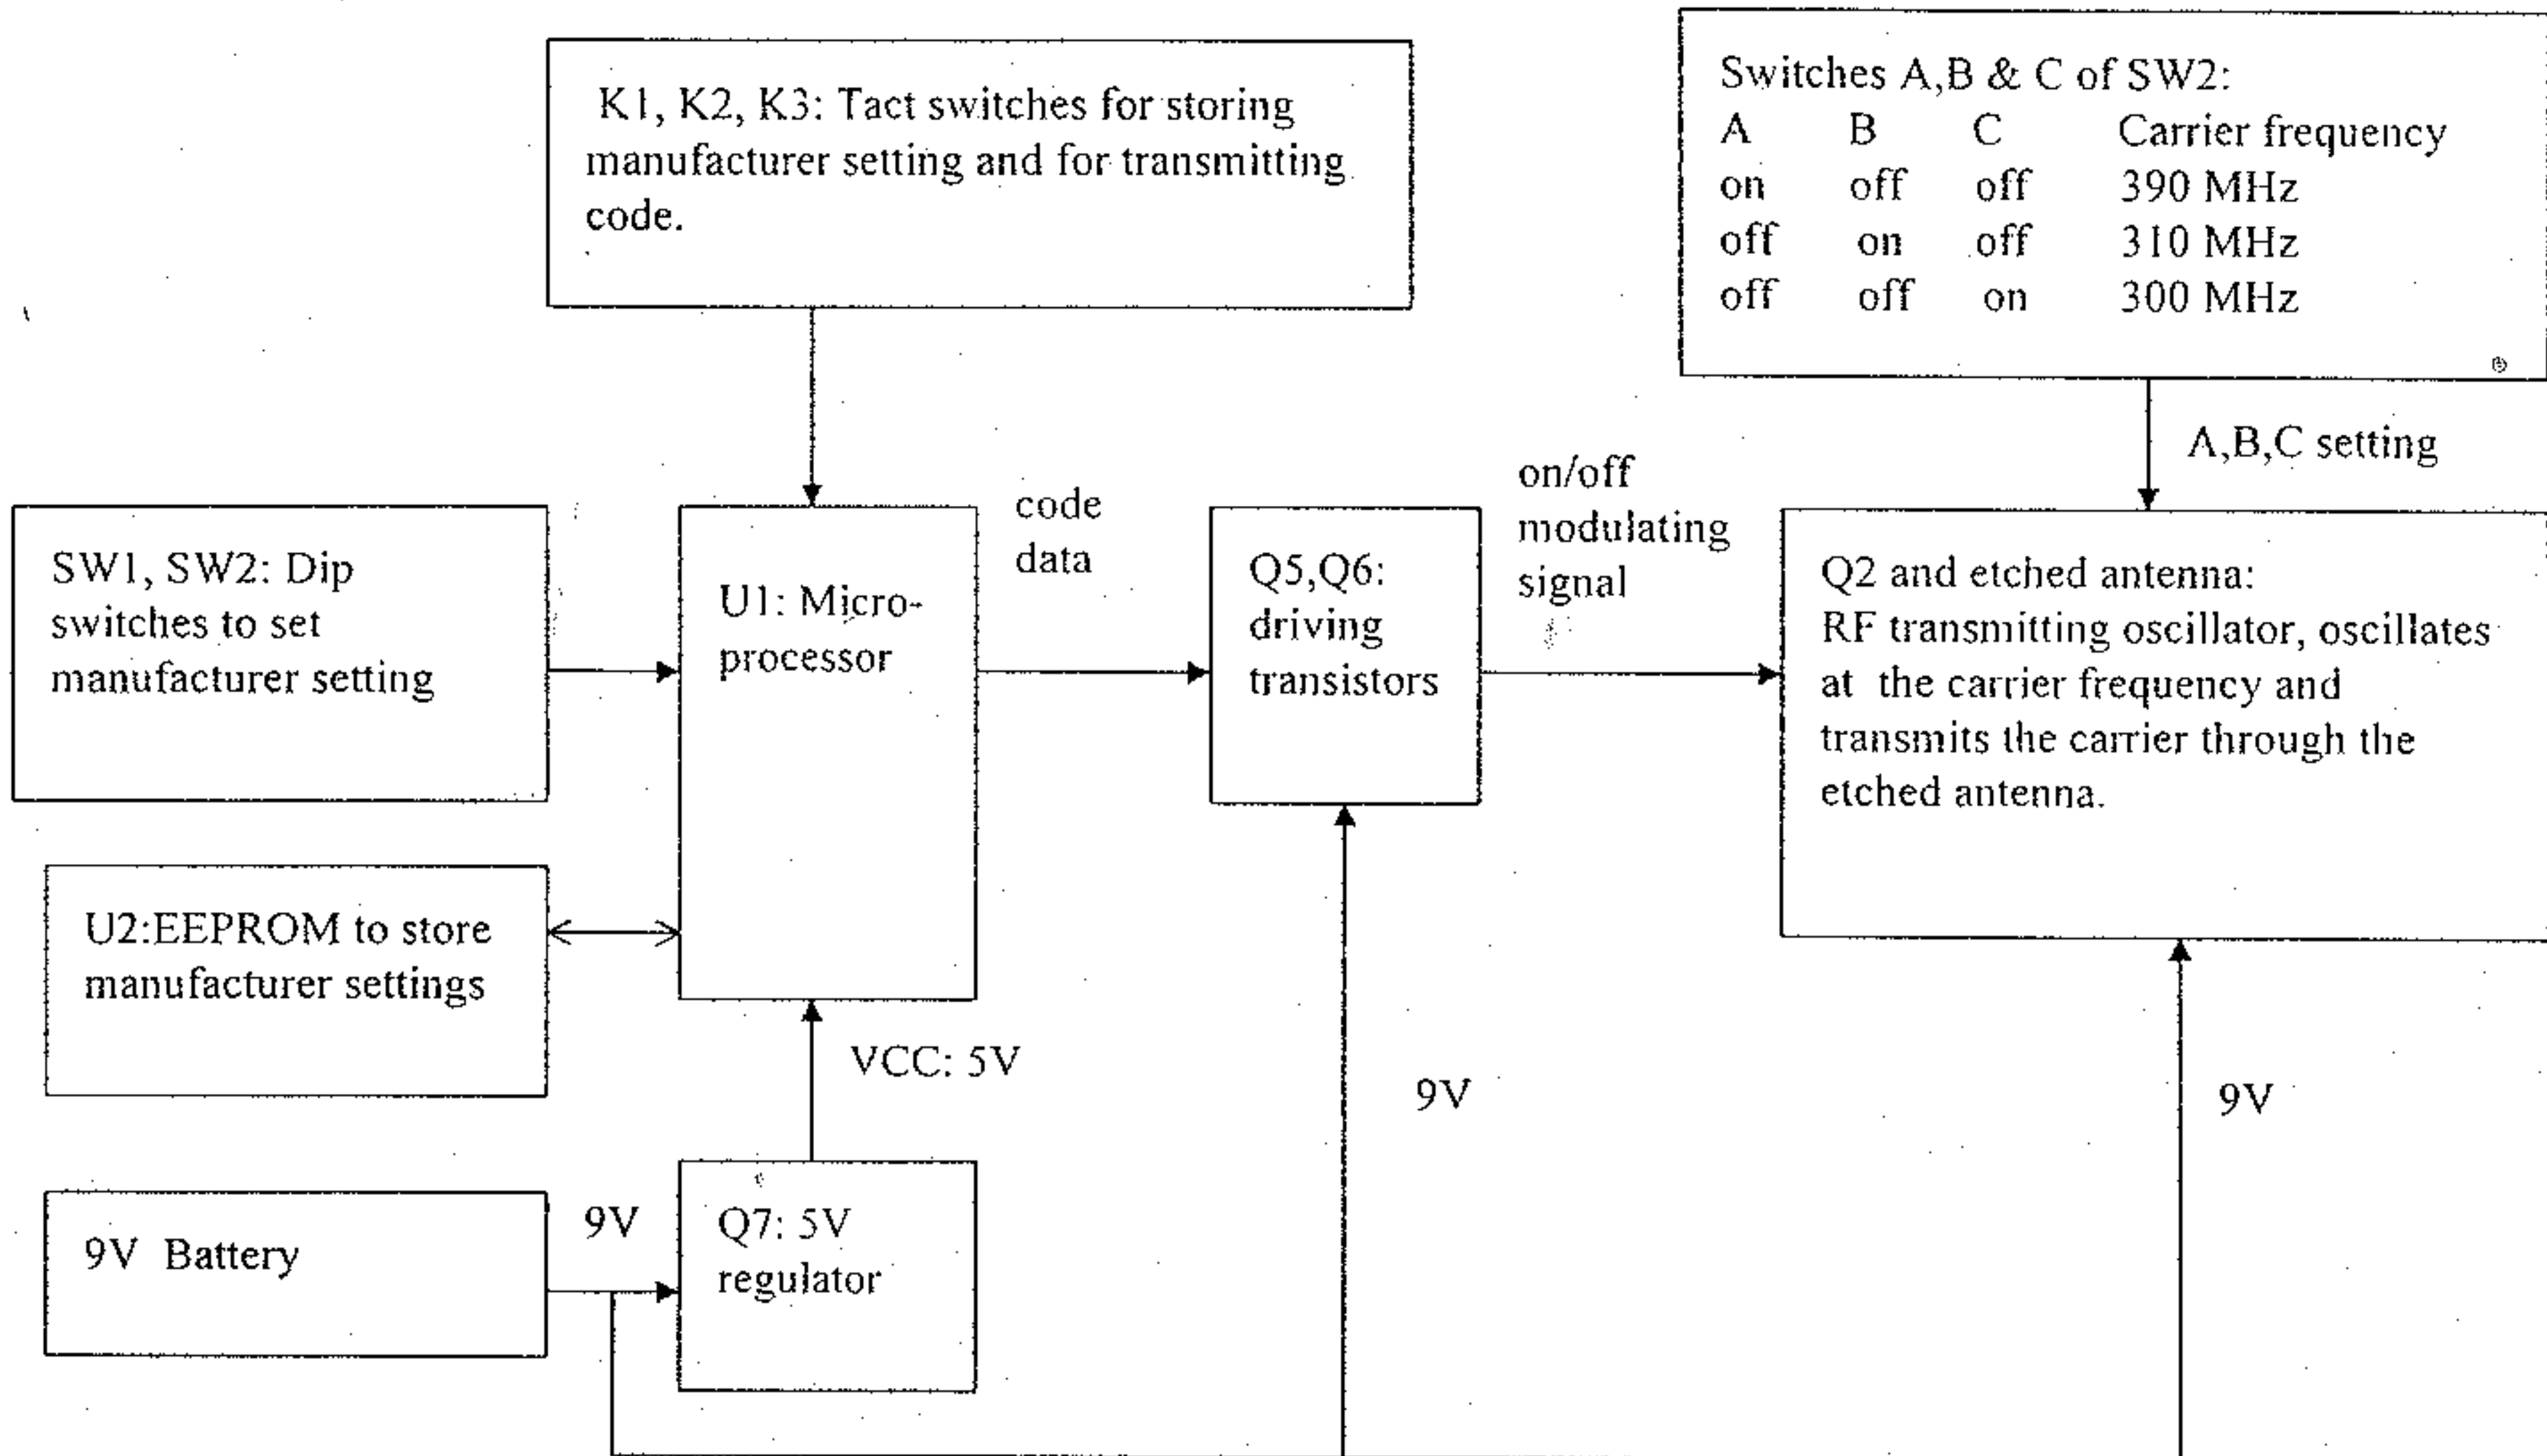 K1, K2, K3: Tact switches for storing
manufacturer setting and for transmitting
code.
Switches A,B & C of SW2:
A B C Carrier frequency
on off off 390 MHz
off on off 310 MHz
off off on 300 MHz
A,B,C setting
SW1, SW2: Dip
switches to set
manufacturer setting
U1: Micro-
processor
code
data
Q5,Q6:
driving
transistors
on/off
modulating
signal
Q2 and etched antenna:
RF transmitting oscillator, oscillates
at the carrier frequency and
transmits the carrier through the
etched antenna.
U2:EEPROM to store
manufacturer settings
VCC: 5V
9V
9V
9V Battery
9V
Q7: 5V
regulator